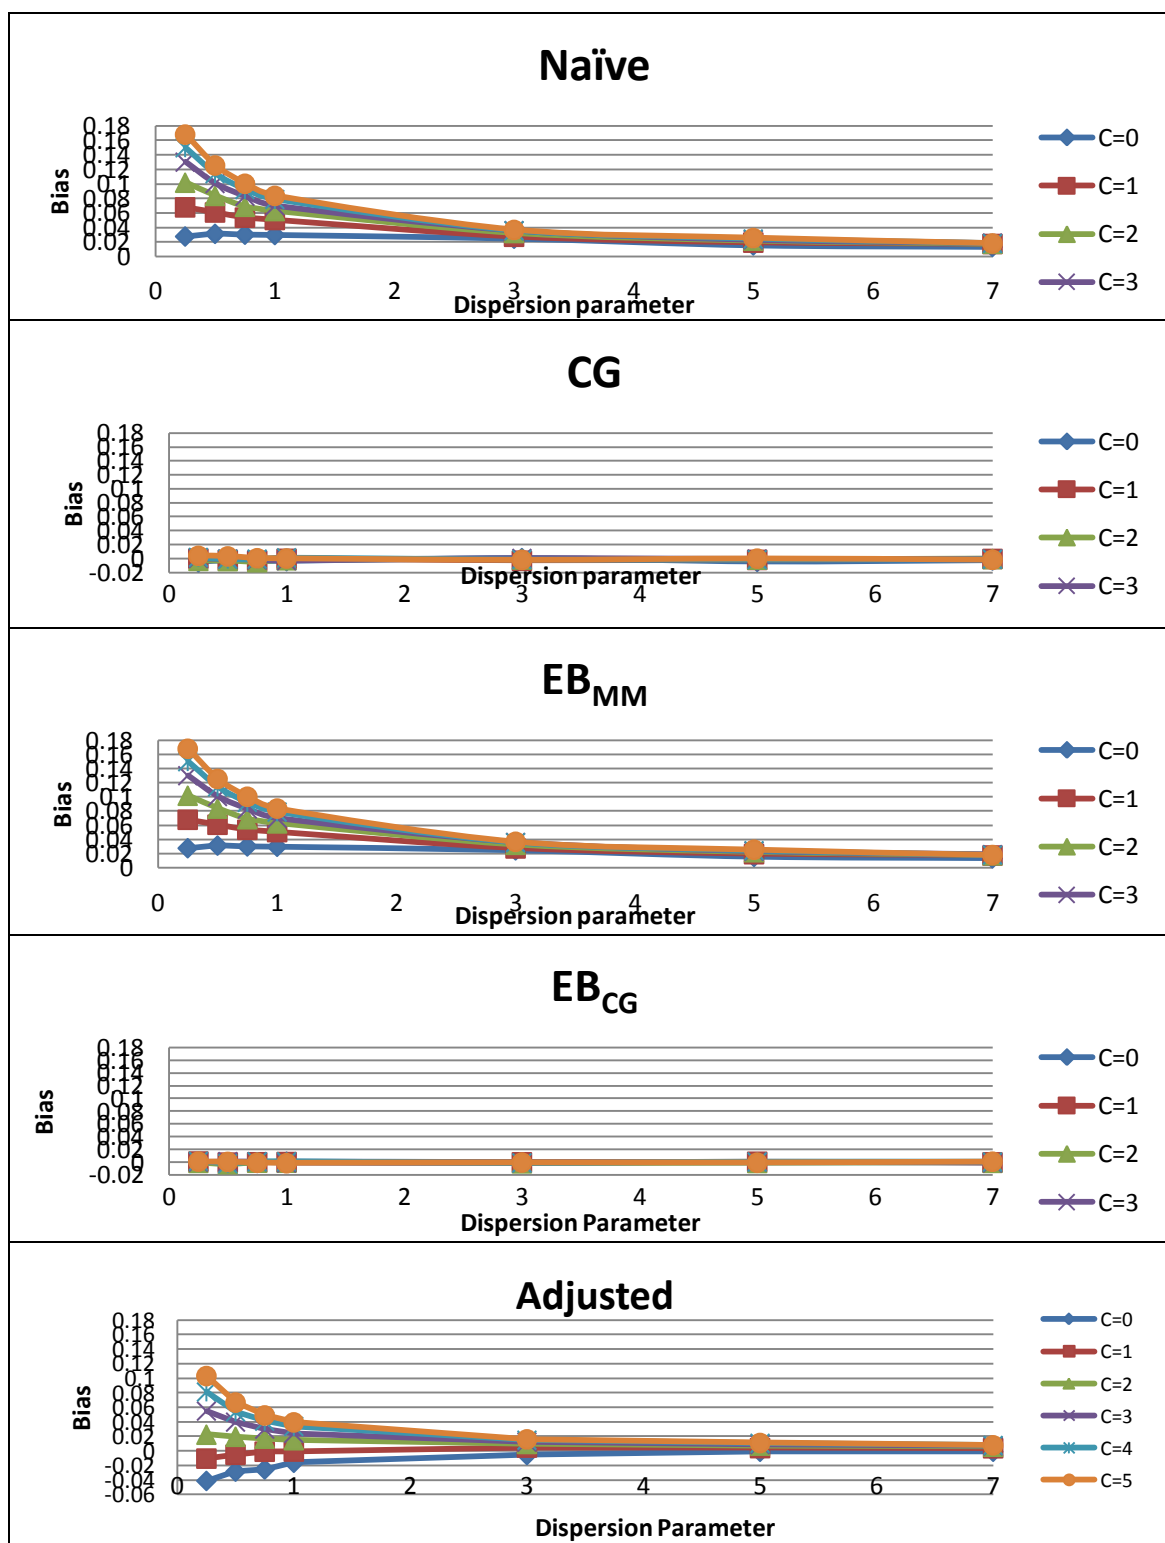 Naïve
0.18
0.16
0.14
0.12
0.1
0.08
0.06
0.04
0.02
0
Bias
0 1 2 3 4 5 6 7
Dispersion parameter
C=0
C=1
C=2
C=3
CG
0.18
0.16
0.14
0.12
0.1
0.08
0.06
0.04
0.02
0
-0.02
Bias
0 1 2 3 4 5 6 7
Dispersion parameter
C=0
C=1
C=2
C=3
EBMM
0.18
0.16
0.14
0.12
0.1
0.08
0.06
0.04
0.02
0
Bias
0 1 2 3 4 5 6 7
Dispersion parameter
C=0
C=1
C=2
C=3
EBCG
0.18
0.16
0.14
0.12
0.1
0.08
0.06
0.04
0.02
0
-0.02
Bias
0 1 2 3 4 5 6 7
Dispersion Parameter
C=0
C=1
C=2
C=3
Adjusted
0.18
0.16
0.14
0.12
0.1
0.08
0.06
0.04
0.02
0
-0.02
-0.04
-0.06
Bias
0 1 2 3 4 5 6 7
Dispersion Parameter
C=0
C=1
C=2
C=3
C=4
C=5